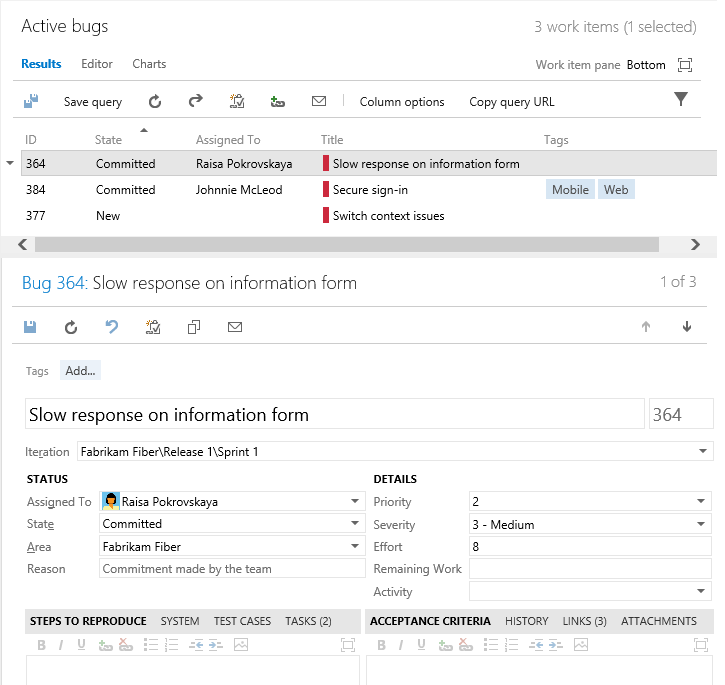 Active bugs 3 work items (1 selected)
Results Editor Charts Work item pane Bottom
Save query Column options Copy query URL
ID State Assigned To Title Tags
364 Committed Raisa Pokrovskaya Slow response on information form
384 Committed Johnnie McLeod Secure sign-in Mobile Web
377 New Switch context issues
Bug 364: Slow response on information form 1 of 3
Tags Add...
Slow response on information form 364
Iteration Fabrikam Fiber\Release 1\Sprint 1
STATUS DETAILS
Assigned To Raisa Pokrovskaya Priority 2
State Committed Severity 3 - Medium
Area Fabrikam Fiber Effort 8
Reason Commitment made by the team Remaining Work
Activity
STEPS TO REPRODUCE SYSTEM TEST CASES TASKS (2) ACCEPTANCE CRITERIA HISTORY LINKS (3) ATTACHMENTS
B I U B I U